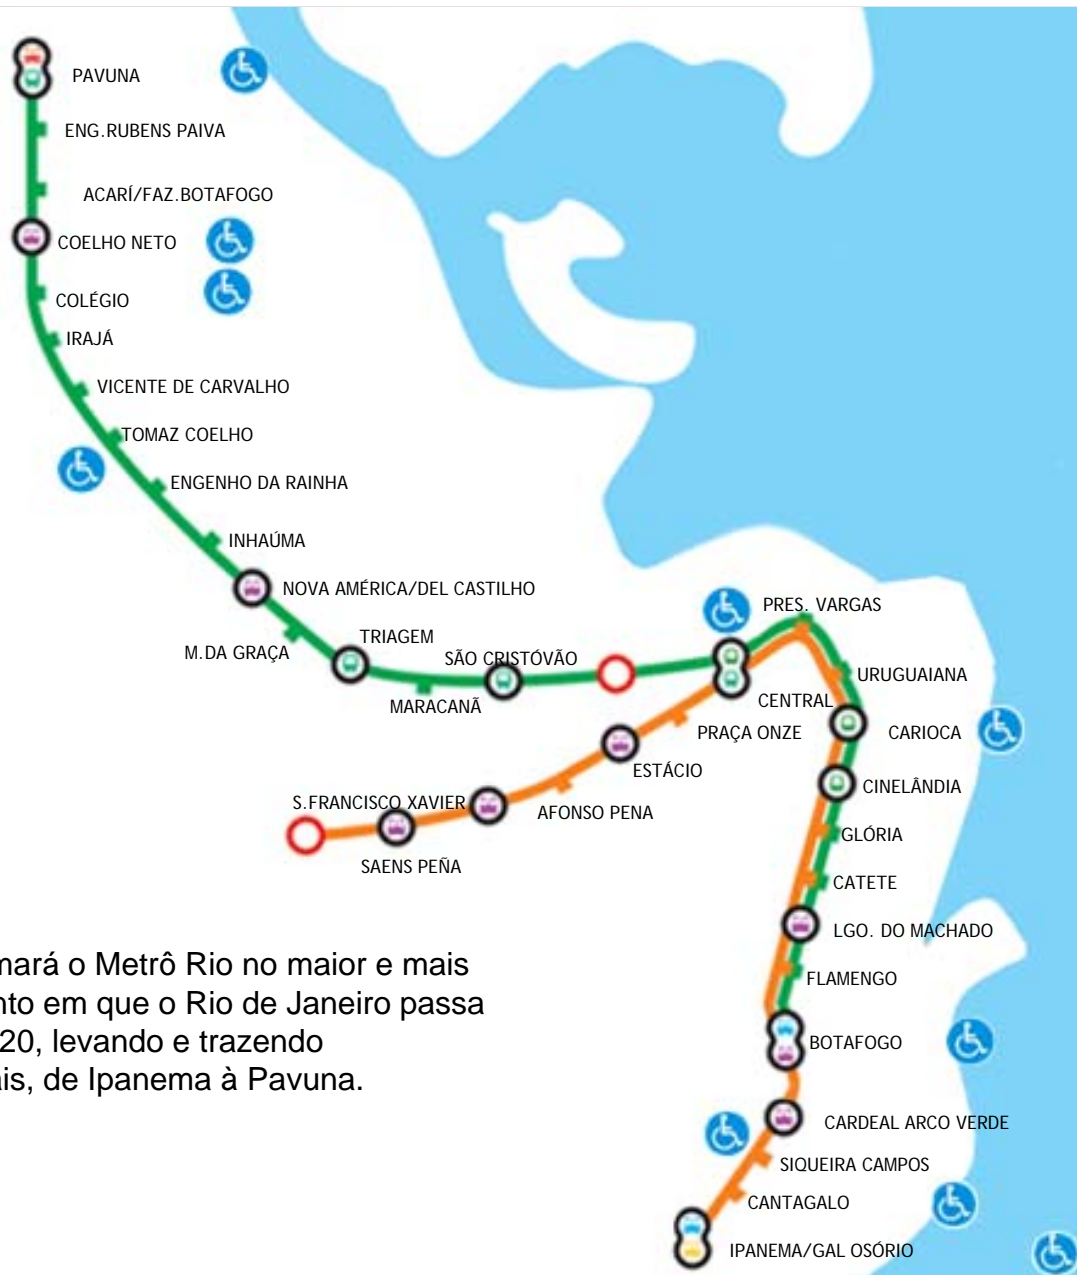 PAVUNA
ENG.RUBENS PAIVA
ACARÍ/FAZ.BOTAFOGO
COELHO NETO
COLÉGIO
IRAJÁ
VICENTE DE CARVALHO
TOMAZ COELHO
ENGENHO DA RAINHA
INHAÚMA
NOVA AMÉRICA/DEL CASTILHO
PRES. VARGAS
TRIAGEM
M.DA GRAÇA
SÃO CRISTÓVÃO
URUGUAIANA
MARACANÃ
CENTRAL
PRAÇA ONZE
CARIOCA
ESTÁCIO
CINELÂNDIA
S.FRANCISCO XAVIER
AFONSO PENA
GLÓRIA
SAENS PEÑA
CATETE
LGO. DO MACHADO
mará o Metrô Rio no maior e mais
FLAMENGO
nto em que o Rio de Janeiro passa
20, levando e trazendo
BOTAFOGO
is, de Ipanema à Pavuna.
CARDEAL ARCO VERDE
SIQUEIRA CAMPOS
CANTAGALO
IPANEMA/GAL OSÓRIO